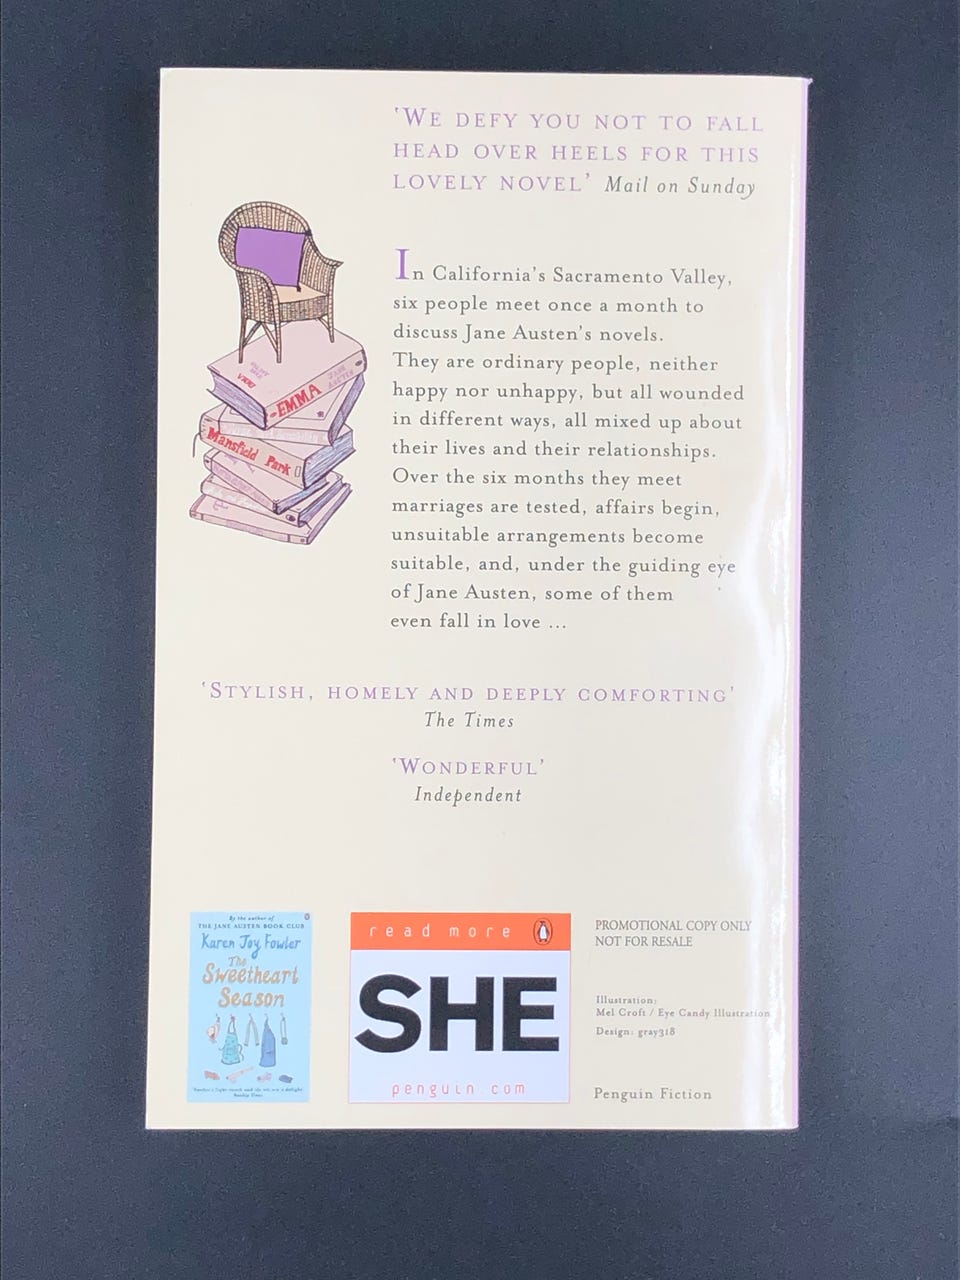 ‘WE DEFY YOU NOT TO FALL
HEAD OVER HEELS FOR THIS
LOVELY NOVEL’ Mail on Sunday
In California’s Sacramento Valley,
six people meet once a month to
discuss Jane Austen’s novels.
They are ordinary people, neither
happy nor unhappy, but all wounded
in different ways, all mixed up about
their lives and their relationships.
Over the six months they meet
marriages are tested, affairs begin,
unsuitable arrangements become
suitable, and, under the guiding eye
of Jane Austen, some of them
even fall in love ...
EMMA
JANE
AUSTEN
Mansfield Park
‘STYLISH, HOMELY AND DEEPLY COMFORTING’
The Times
‘WONDERFUL’
Independent
By the author of
THE JANE AUSTEN BOOK CLUB
Karen Joy Fowler
The
Sweetheart
Season
Sunday Times
read more
SHE
penguin.com
PROMOTIONAL COPY ONLY
NOT FOR RESALE
Illustration:
Mel Croft / Eye Candy Illustration
Design: gray318
Penguin Fiction